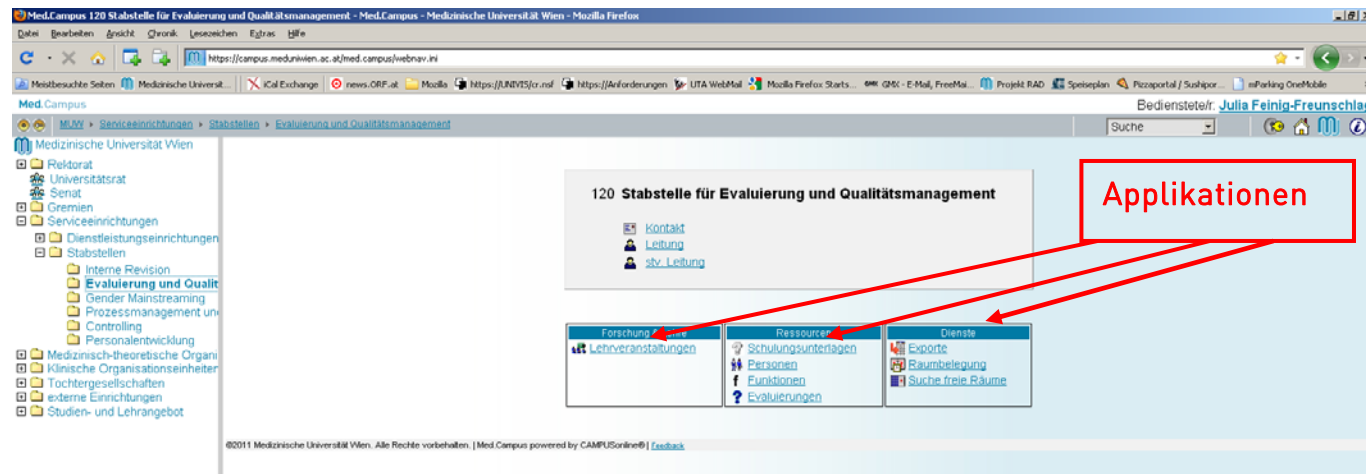 Med.Campus 120 Stabstelle für Evaluierung und Qualitätsmanagement - Med.Campus - Medizinische Universität Wien - Mozilla Firefox
Datei Bearbeiten Ansicht Chronik Lesezeichen Extras Hilfe
https://campus.meduniwien.ac.at/med.campus/webnav.ini
Meistbesuchte Seiten Medizinische Universit... iCal Exchange news.ORF.at Mozilla https://UNIVIS/cr.nsf https://Anforderungen UTA WebMail Mozilla Firefox Starts... GMX - E-Mail, FreeMai... Projekt RAD Speiseplan Pizzaportal / Sushipor... mParking OneMobile
Med.Campus
Bedienstete/r: Julia Feinig-Freunschlag
MUW Serviceeinrichtungen Stabstellen Evaluierung und Qualitätsmanagement
Suche
Medizinische Universität Wien
Rektorat
Universitätsrat
Senat
Gremien
Serviceeinrichtungen
Dienstleistungseinrichtungen
Stabstellen
Interne Revision
Evaluierung und Qualit
Gender Mainstreaming
Prozessmanagement un
Controlling
Personalentwicklung
Medizinisch-theoretische Organi
Klinische Organisationseinheiten
Tochtergesellschaften
externe Einrichtungen
Studien- und Lehrangebot
120 Stabstelle für Evaluierung und Qualitätsmanagement
Kontakt
Leitung
stv. Leitung
Applikationen
Forschung & Lehre
Lehrveranstaltungen
Ressourcen
Schulungsunterlagen
Personen
Funktionen
Evaluierungen
Dienste
Exporte
Raumbelegung
Suche freie Räume
©2011 Medizinische Universität Wien. Alle Rechte vorbehalten. | Med.Campus powered by CAMPUSonline® | Feedback